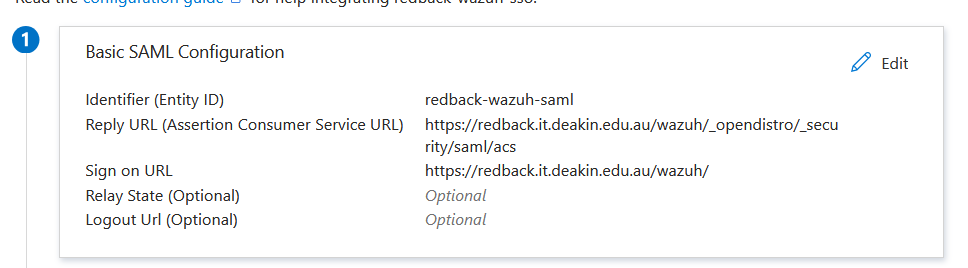 Read the configuration guide for help integrating redback-wazuh-sso.
1
Basic SAML Configuration
Edit
Identifier (Entity ID) redback-wazuh-saml
Reply URL (Assertion Consumer Service URL) https://redback.it.deakin.edu.au/wazuh/_opendistro/_secu
rity/saml/acs
Sign on URL https://redback.it.deakin.edu.au/wazuh/
Relay State (Optional) Optional
Logout Url (Optional) Optional